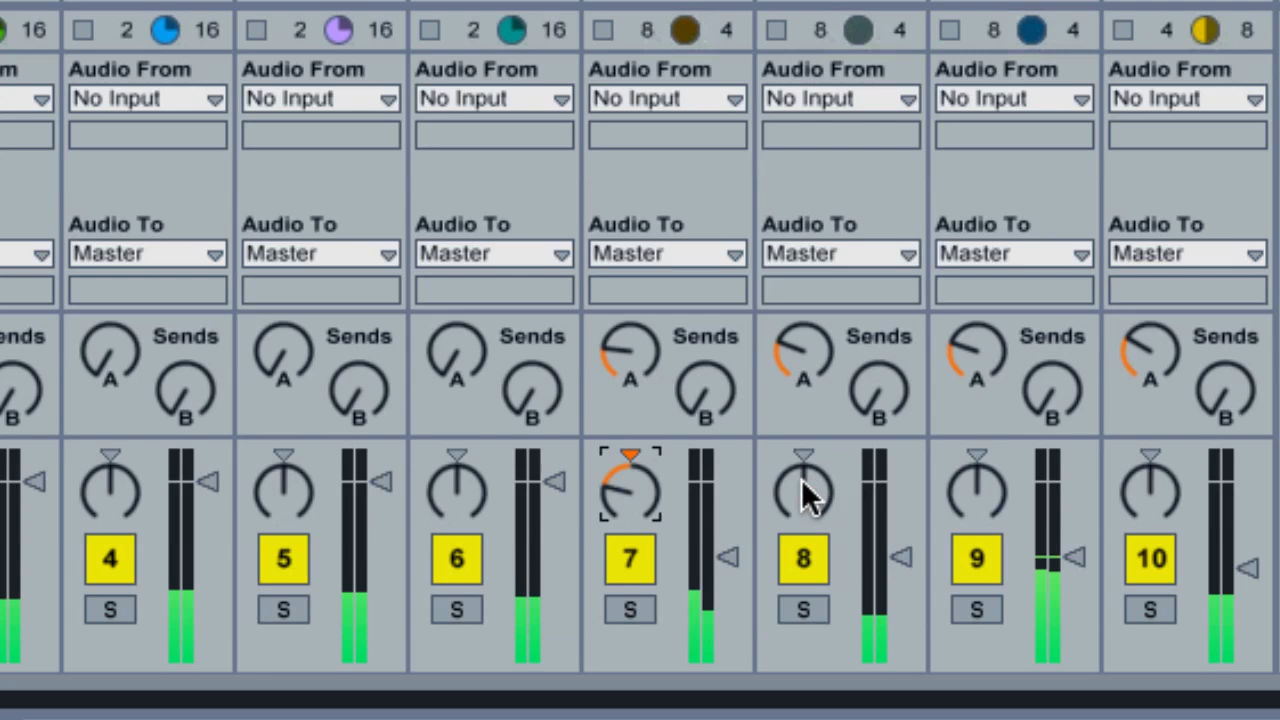 16 2 16 2 16 2 16 8 4 8 4 8 4 4 8
m Audio From Audio From Audio From Audio From Audio From Audio From Audio From
No Input No Input No Input No Input No Input No Input No Input
Audio To Audio To Audio To Audio To Audio To Audio To Audio To
Master Master Master Master Master Master Master
ends Sends Sends Sends Sends Sends Sends Sends
A A A A A A A
B B B B B B B B
4 5 6 7 8 9 10
S S S S S S S